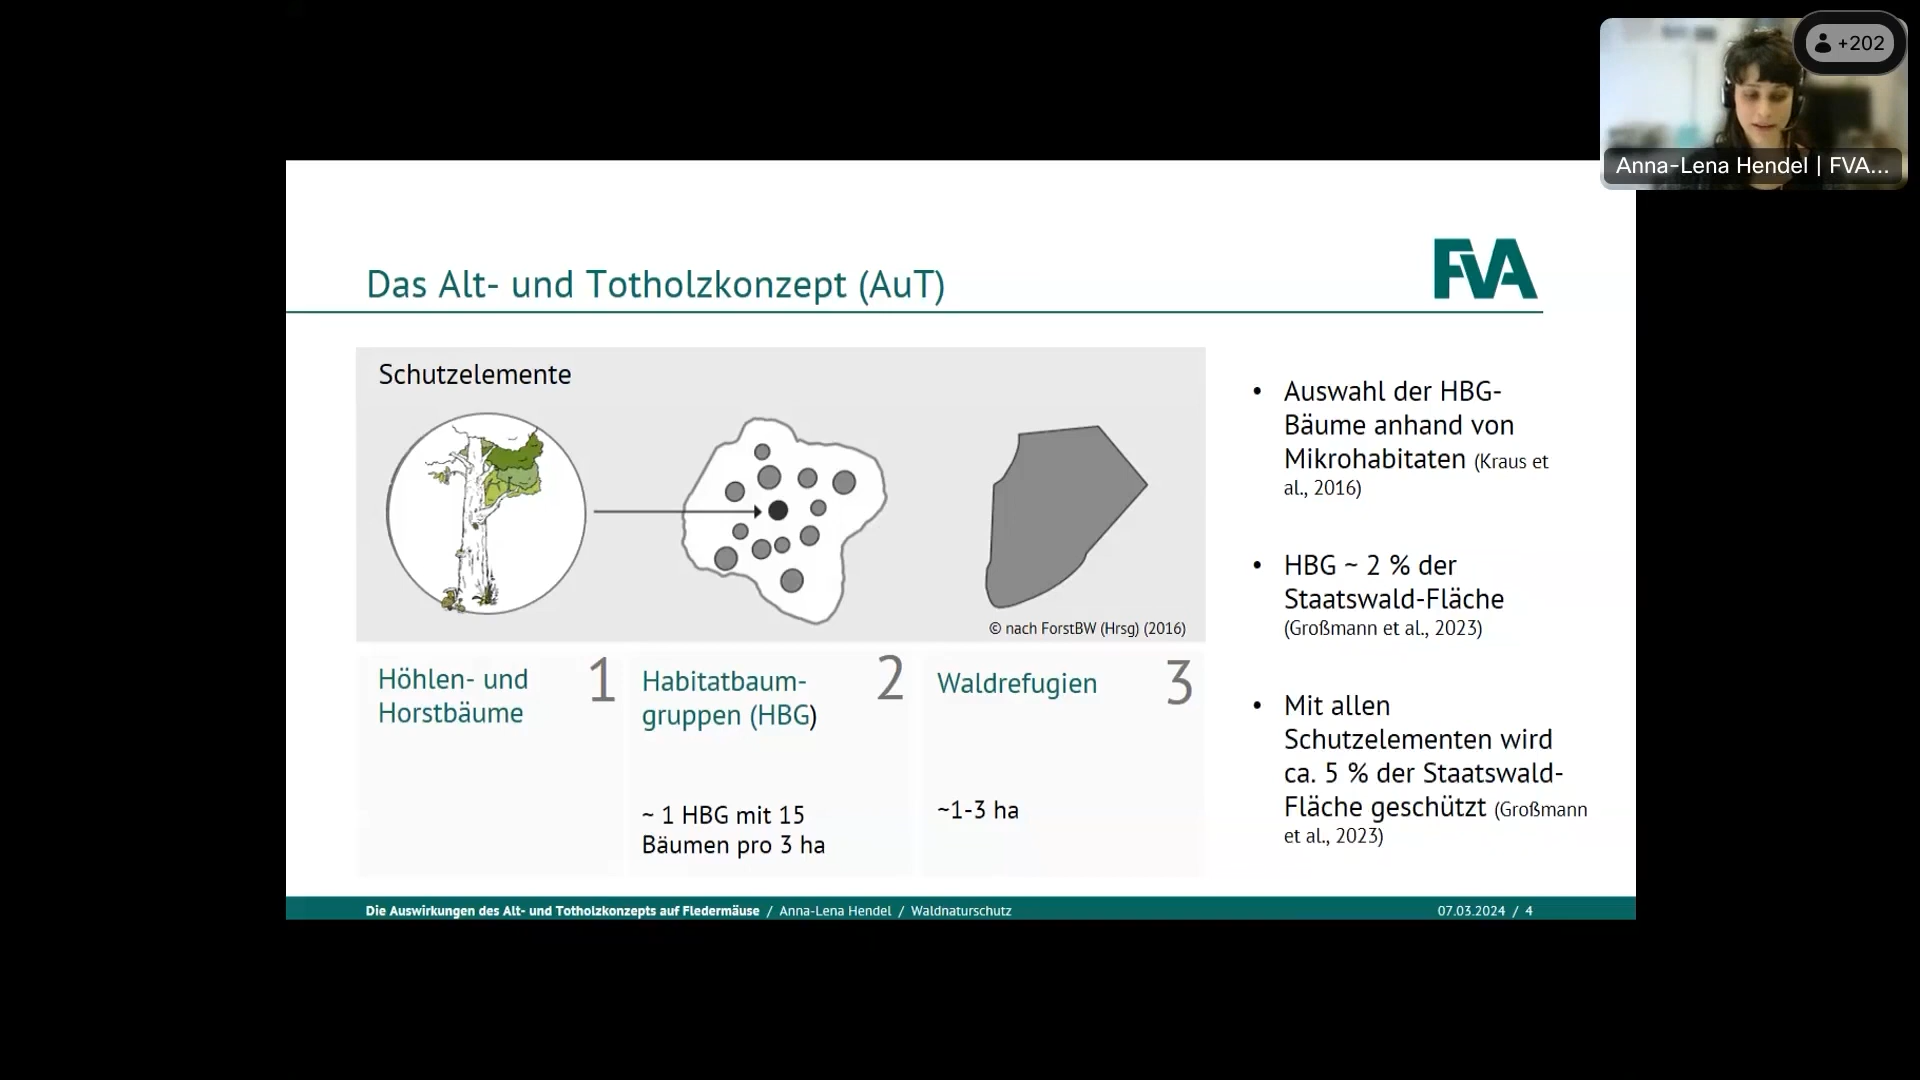 +202
Anna-Lena Hendel | FVA...
Das Alt- und Totholzkonzept (AuT)
FVA
Schutzelemente
© nach ForstBW (Hrsg) (2016)
Höhlen- und
Horstbäume
1
Habitatbaum-
gruppen (HBG)
2
~ 1 HBG mit 15
Bäumen pro 3 ha
Waldrefugien
3
~1-3 ha
• Auswahl der HBG-
Bäume anhand von
Mikrohabitaten (Kraus et
al., 2016)
• HBG ~ 2 % der
Staatswald-Fläche
(Großmann et al., 2023)
• Mit allen
Schutzelementen wird
ca. 5 % der Staatswald-
Fläche geschützt (Großmann
et al., 2023)
Die Auswirkungen des Alt- und Totholzkonzepts auf Fledermäuse / Anna-Lena Hendel / Waldnaturschutz
07.03.2024 / 4